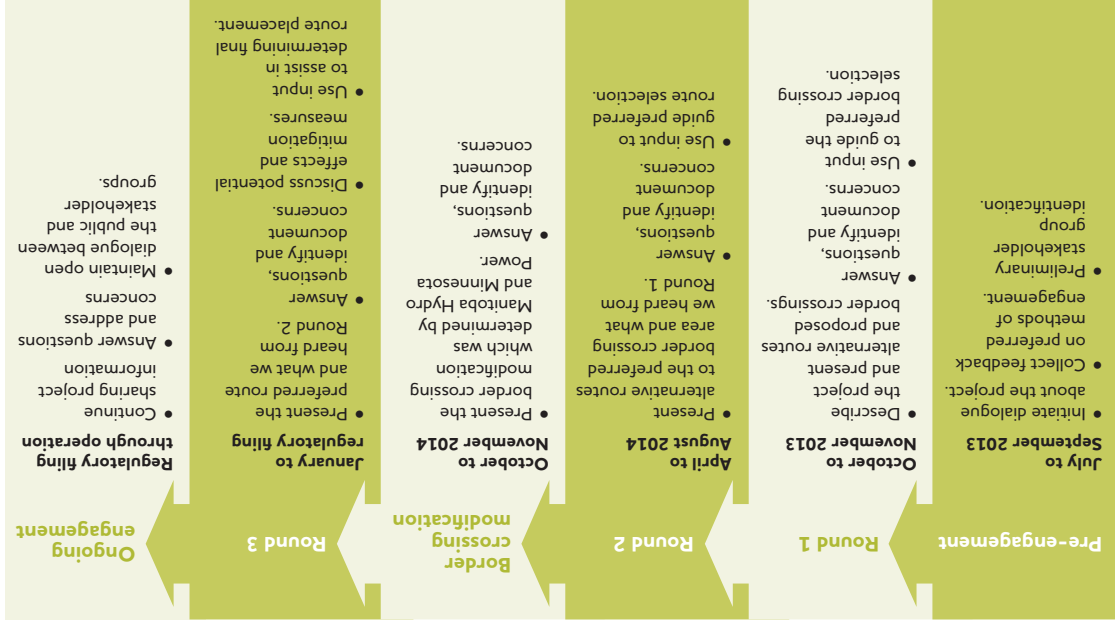 Pre-engagement
July to
September 2013
• Initiate dialogue
about the project.
• Collect feedback
on preferred
methods of
engagement.
• Preliminary
stakeholder
group
identification.
Round 1
October to
November 2013
• Describe
the project
and present
alternative routes
and proposed
border crossings.
• Answer
questions,
identify and
document
concerns.
• Use input
to guide the
preferred
border crossing
selection.
Round 2
April to
August 2014
• Present
alternative routes
to the preferred
border crossing
area and what
we heard from
Round 1.
• Answer
questions,
identify and
document
concerns.
• Use input to
guide preferred
route selection.
Border
crossing
modification
October to
November 2014
• Present the
border crossing
modification
which was
determined by
Manitoba Hydro
and Minnesota
Power.
• Answer
questions,
identify and
document
concerns.
Round 3
January to
regulatory filing
• Present the
preferred route
and what we
heard from
Round 2.
• Answer
questions,
identify and
document
concerns.
• Discuss potential
effects and
mitigation
measures.
• Use input
to assist in
determining final
route placement.
Ongoing
engagement
Regulatory filing
through operation
• Continue
sharing project
information
• Answer questions
and address
concerns
• Maintain open
dialogue between
the public and
stakeholder
groups.